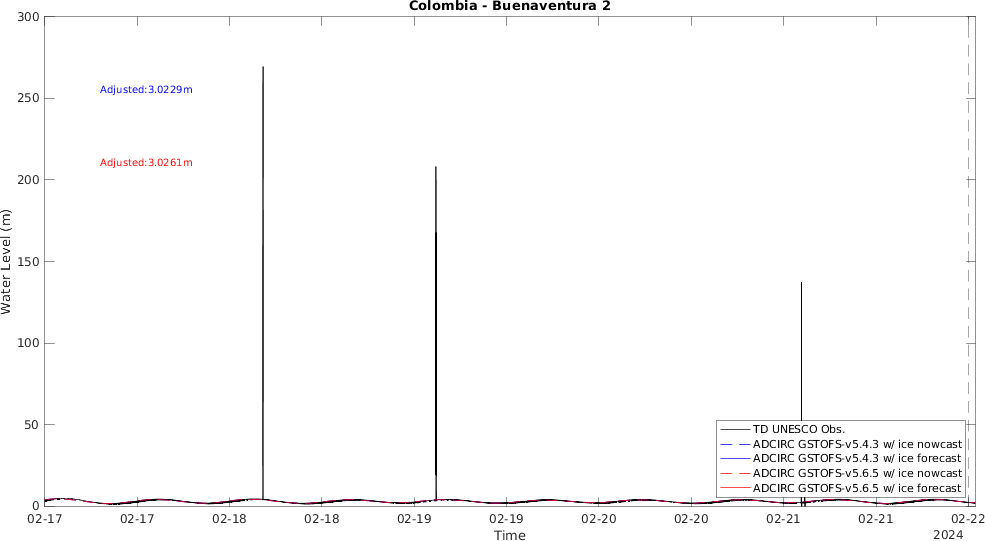 Colombia - Buenaventura 2
300
250
200
150
100
50
0
Water Level (m)
Adjusted:3.0229m
Adjusted:3.0261m
TD UNESCO Obs.
ADCIRC GSTOFS-v5.4.3 w/ ice nowcast
ADCIRC GSTOFS-v5.4.3 w/ ice forecast
ADCIRC GSTOFS-v5.6.5 w/ ice nowcast
ADCIRC GSTOFS-v5.6.5 w/ ice forecast
02-17 02-17 02-18 02-18 02-19 02-19 02-20 02-20 02-21 02-21 02-22
Time
2024